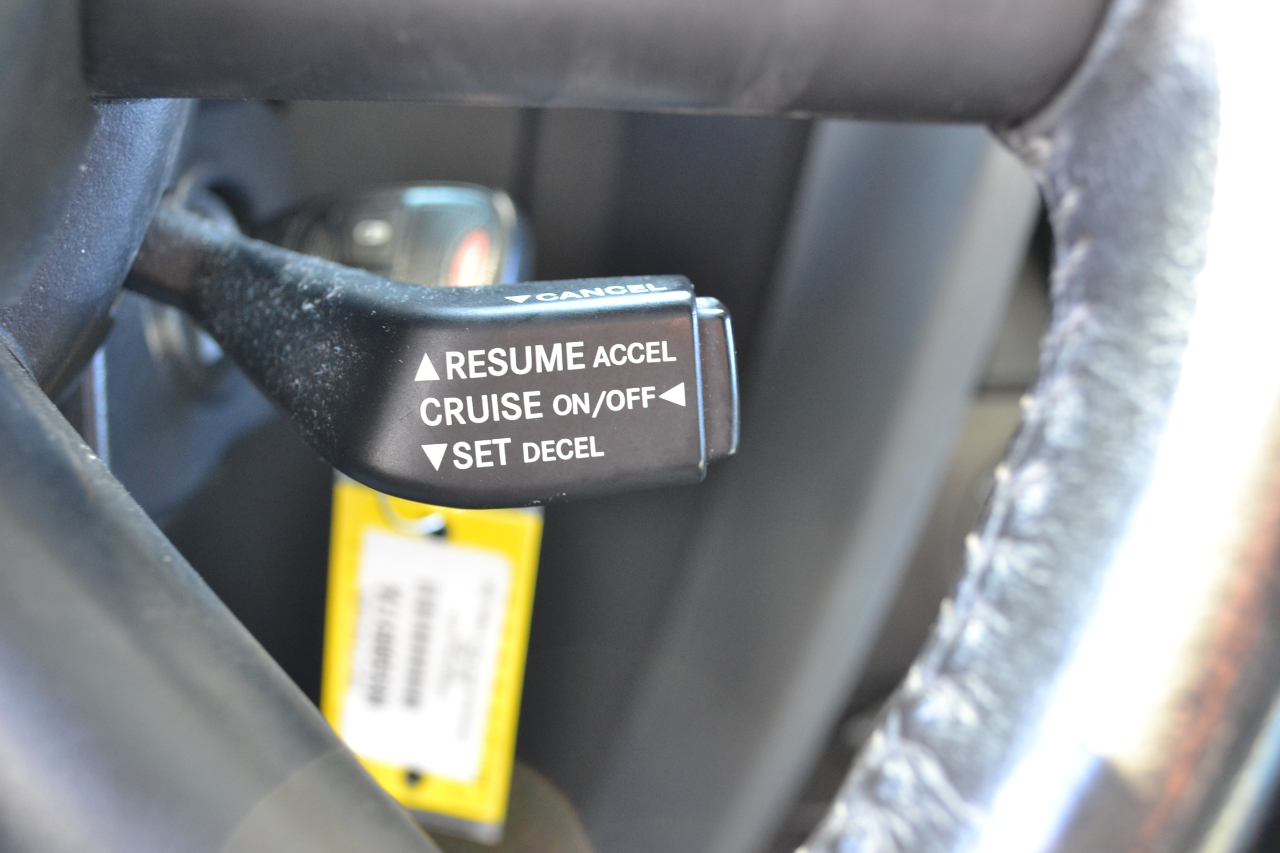 ▼CANCEL
▲RESUME ACCEL
CRUISE ON/OFF◀
▼SET DECEL